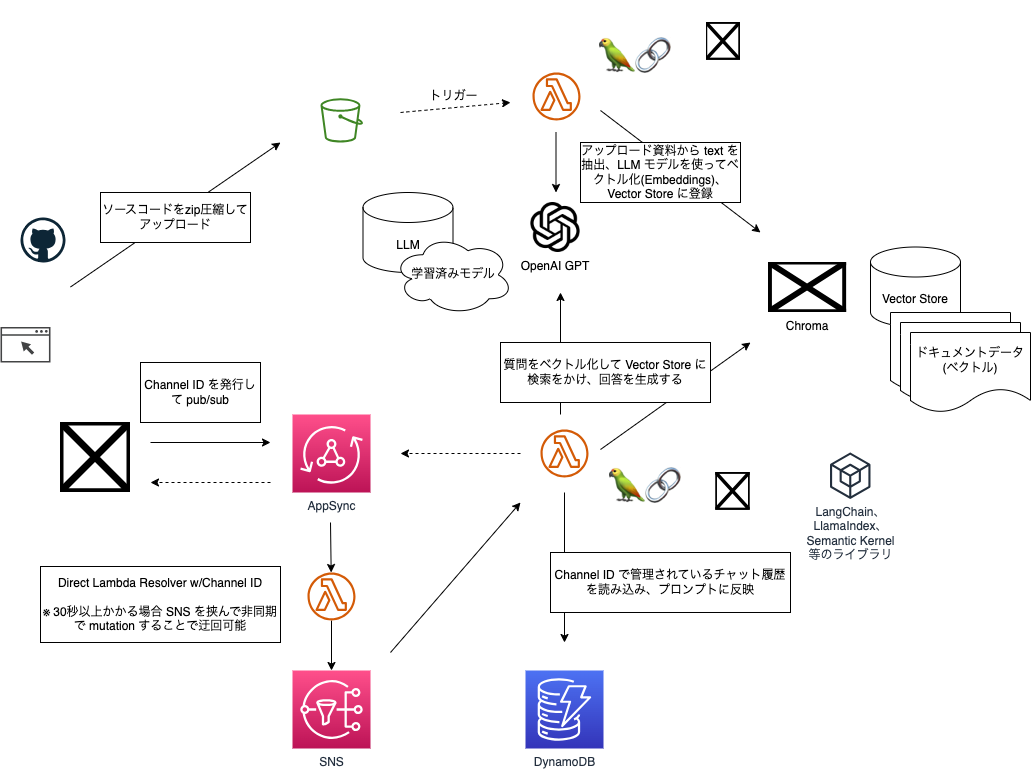 トリガー
アップロード資料から text を
抽出、LLM モデルを使ってベ
クトル化(Embeddings)、
Vector Store に登録
ソースコードをzip圧縮して
アップロード
LLM
学習済みモデル
OpenAI GPT
Chroma
Vector Store
ドキュメントデータ
(ベクトル)
質問をベクトル化して Vector Store に
検索をかけ、回答を生成する
Channel ID を発行し
て pub/sub
AppSync
LangChain、
LlamaIndex、
Semantic Kernel
等のライブラリ
Direct Lambda Resolver w/Channel ID
※ 30秒以上かかる場合 SNS を挟んで非同期
で mutation することで迂回可能
Channel ID で管理されているチャット履歴
を読み込み、プロンプトに反映
SNS
DynamoDB